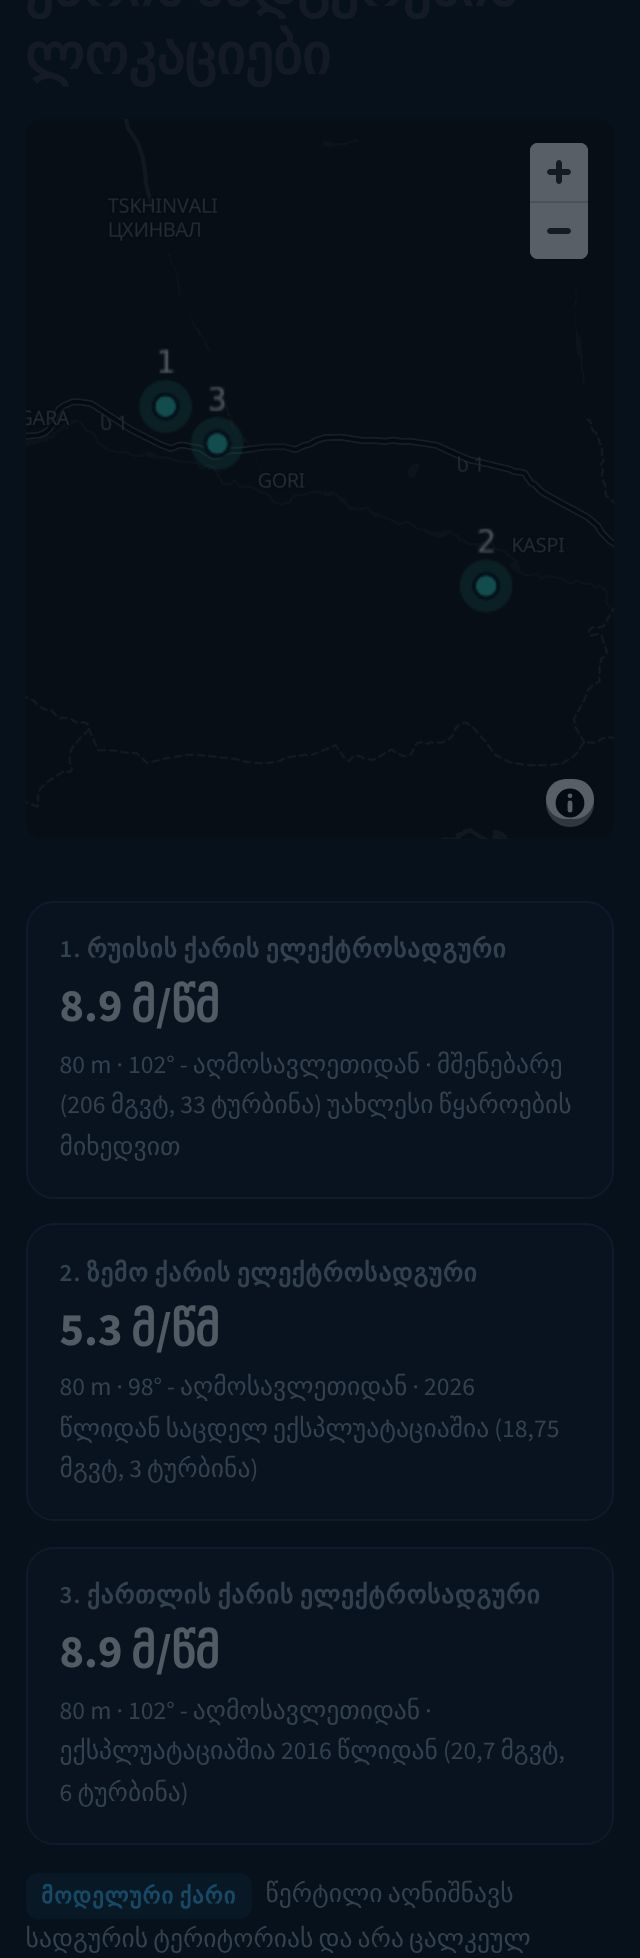 ლოკაციები
TSKHINVALI
ЦХИНВАЛ
1
3
GARA
ს 1
GORI
ს 1
2
KASPI
1. რუისის ქარის ელექტროსადგური
8.9 მ/წმ
80 m · 102° - აღმოსავლეთიდან · მშენებარე
(206 მგვტ, 33 ტურბინა) უახლესი წყაროების
მიხედვით
2. ზემო ქარის ელექტროსადგური
5.3 მ/წმ
80 m · 98° - აღმოსავლეთიდან · 2026
წლიდან საცდელ ექსპლუატაციაშია (18,75
მგვტ, 3 ტურბინა)
3. ქართლის ქარის ელექტროსადგური
8.9 მ/წმ
80 m · 102° - აღმოსავლეთიდან ·
ექსპლუატაციაშია 2016 წლიდან (20,7 მგვტ,
6 ტურბინა)
მოდელური ქარი წერტილი აღნიშნავს
სადგურის ტერიტორიას და არა ცალკეულ